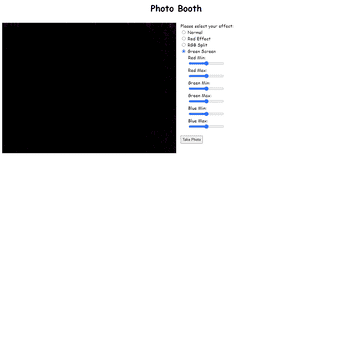 Photo Booth
Please select your effect:
Normal
Red Effect
RGB Split
Green Screen
Red Min:
Red Max:
Green Min:
Green Max:
Blue Min:
Blue Max:
Take Photo